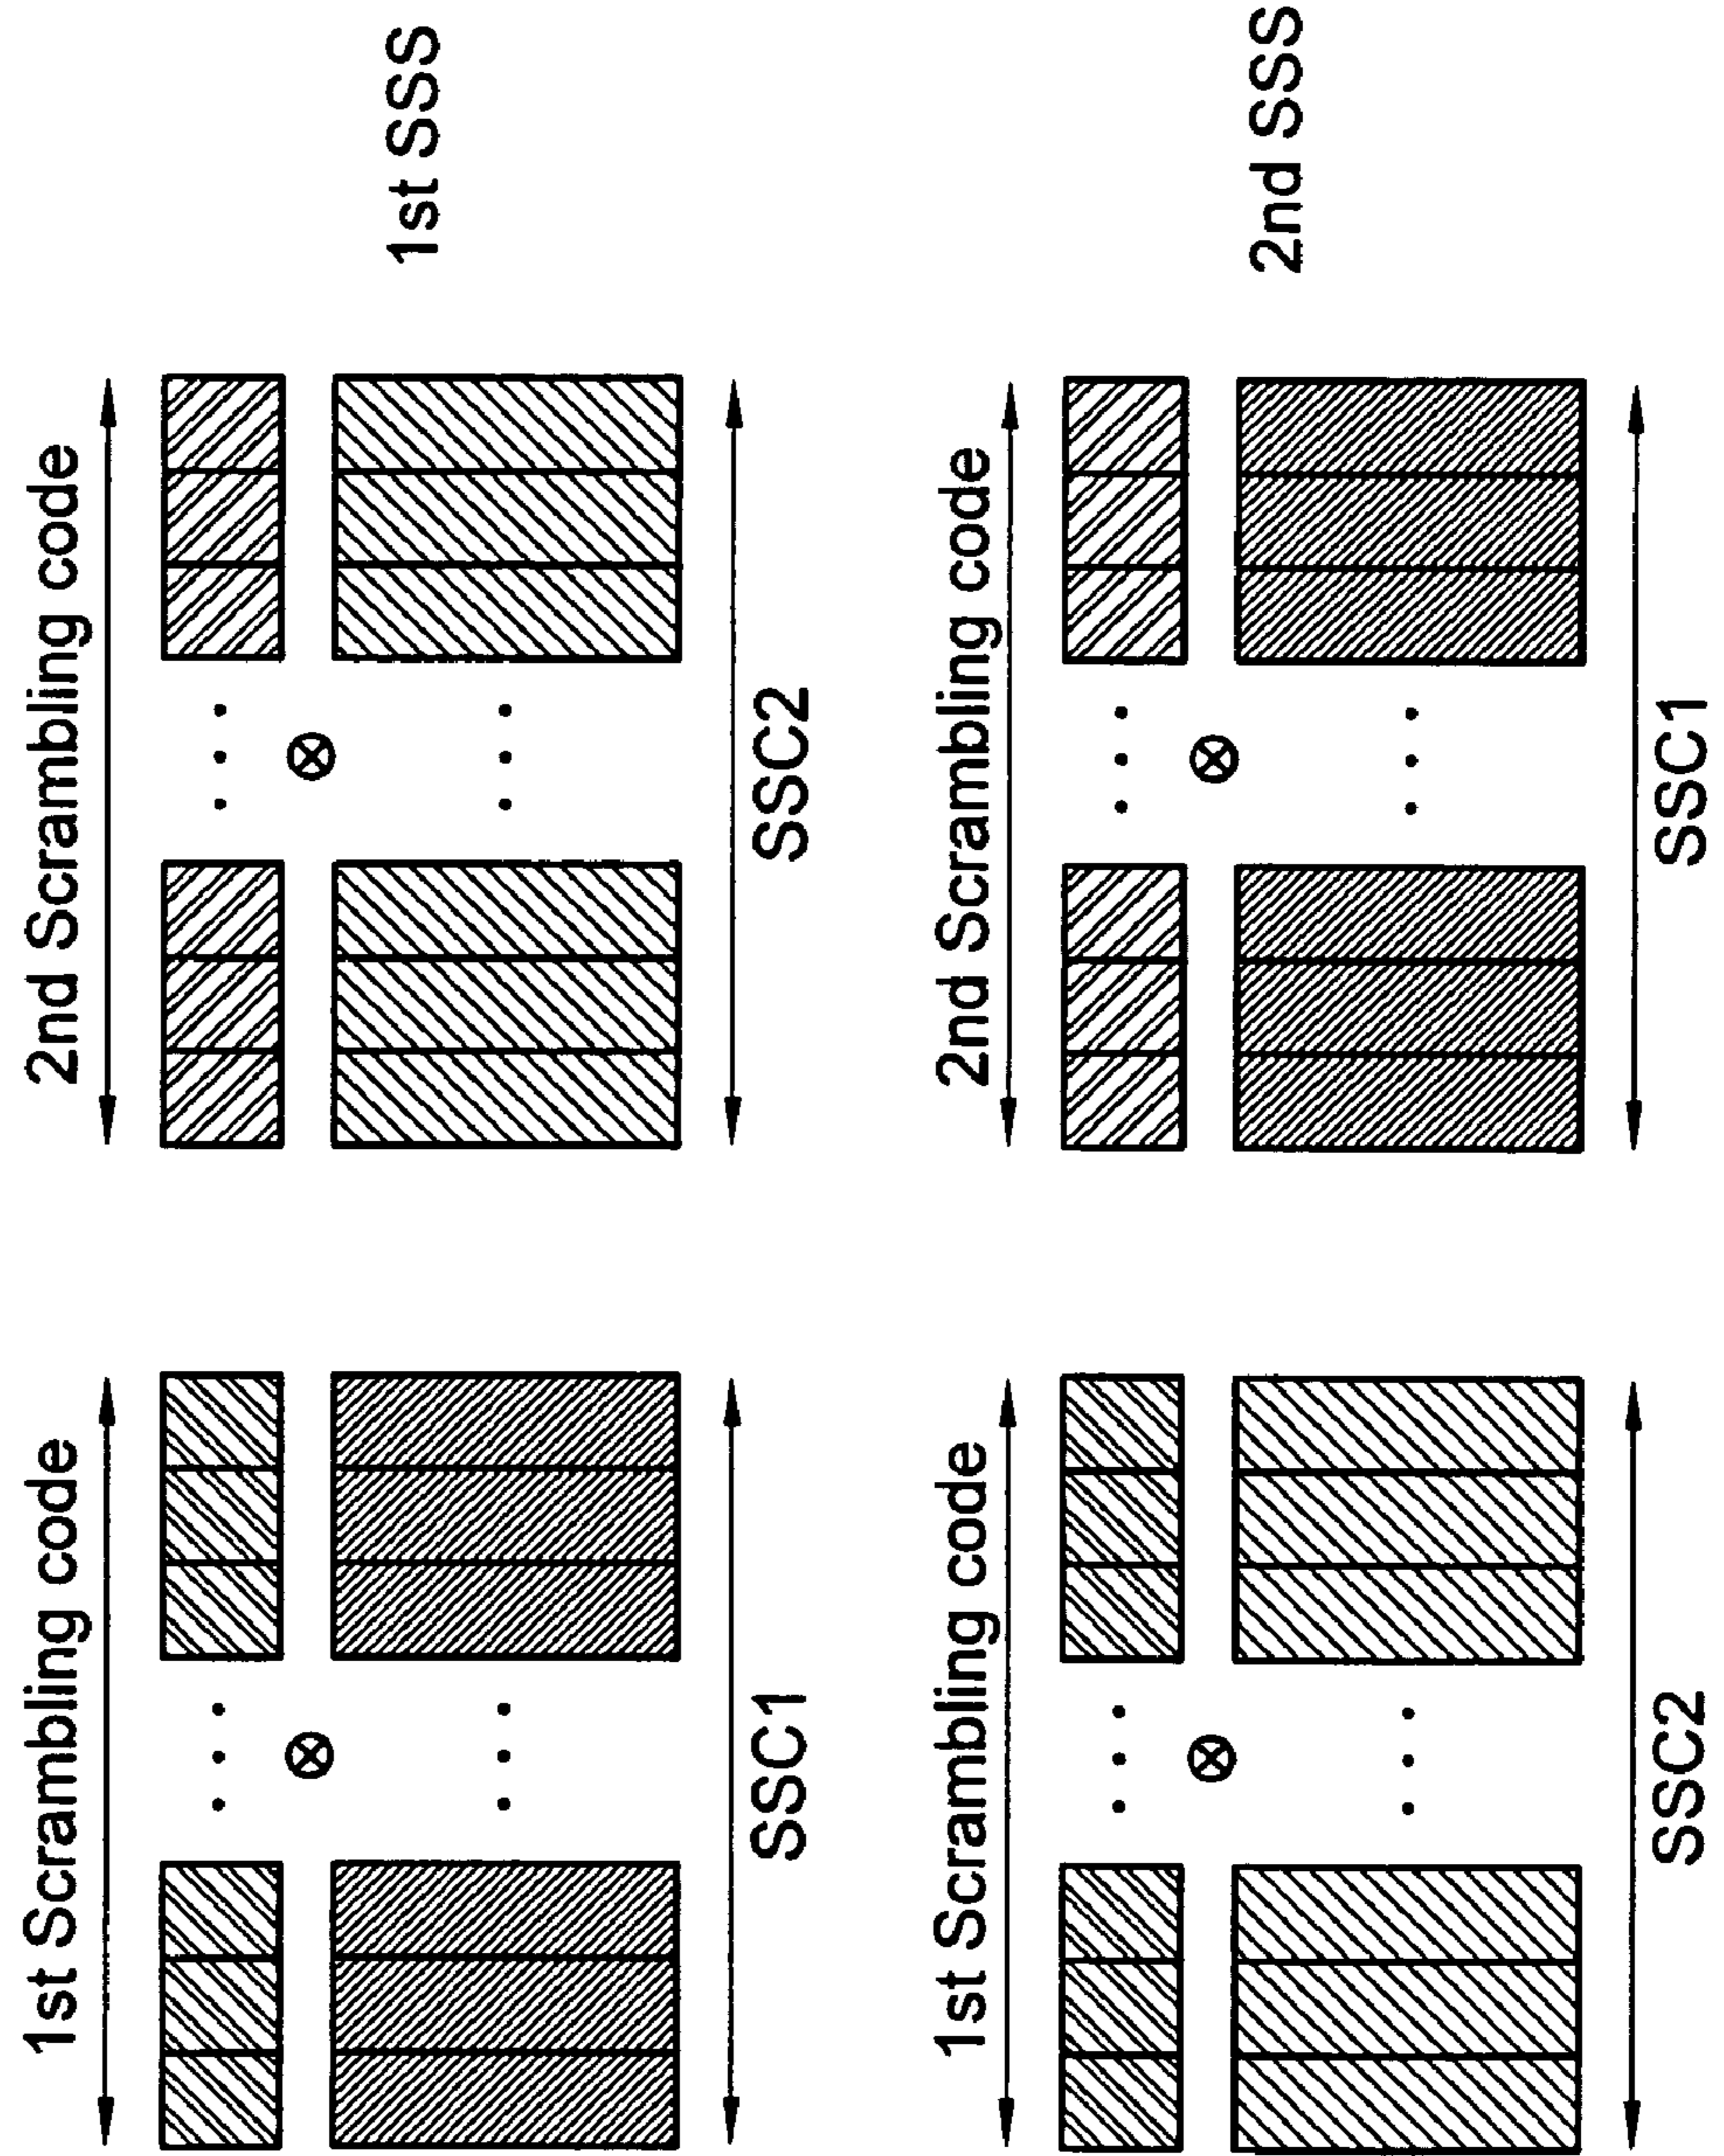 1st Scrambling code
2nd Scrambling code
SSC1
SSC2
1st SSS
1st Scrambling code
2nd Scrambling code
SSC2
SSC1
2nd SSS